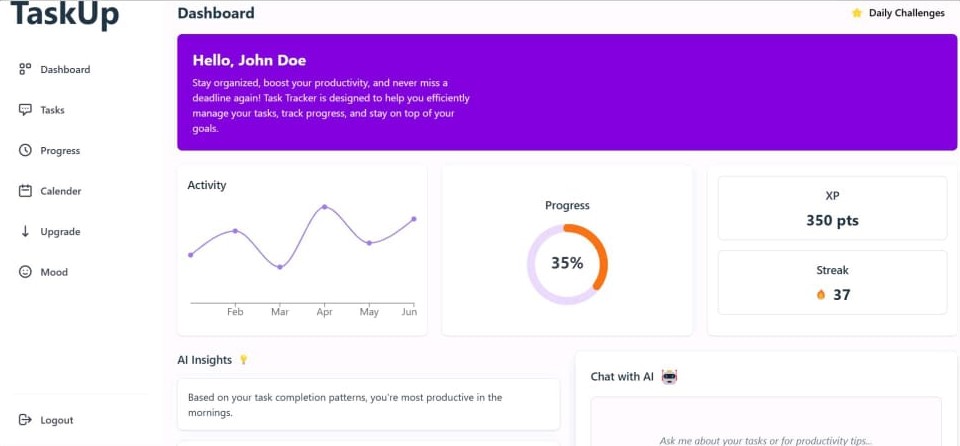 TaskUp
Dashboard
Tasks
Progress
Calender
Upgrade
Mood
Logout
Dashboard
Daily Challenges
Hello, John Doe
Stay organized, boost your productivity, and never miss a
deadline again! Task Tracker is designed to help you efficiently
manage your tasks, track progress, and stay on top of your
goals.
Activity
Feb Mar Apr May Jun
Progress
35%
XP
350 pts
Streak
37
AI Insights
Based on your task completion patterns, you're most productive in the
mornings.
Chat with AI
Ask me about your tasks or for productivity tips...